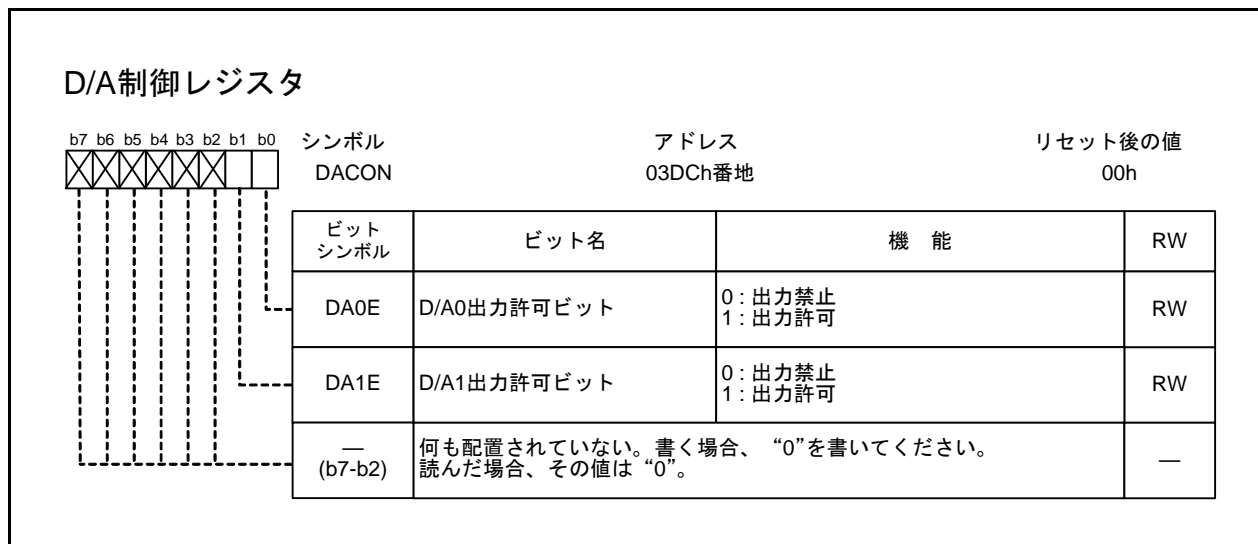 D/A制御レジスタ
b7 b6 b5 b4 b3 b2 b1 b0
シンボル アドレス リセット後の値
DACON 03DCh番地 00h
ビット
シンボル
ビット名
機 能
RW
DA0E
D/A0出力許可ビット
0 : 出力禁止
1 : 出力許可
RW
DA1E
D/A1出力許可ビット
0 : 出力禁止
1 : 出力許可
RW
—
(b7-b2)
何も配置されていない。書く場合、“0”を書いてください。
読んだ場合、その値は“0”。
—